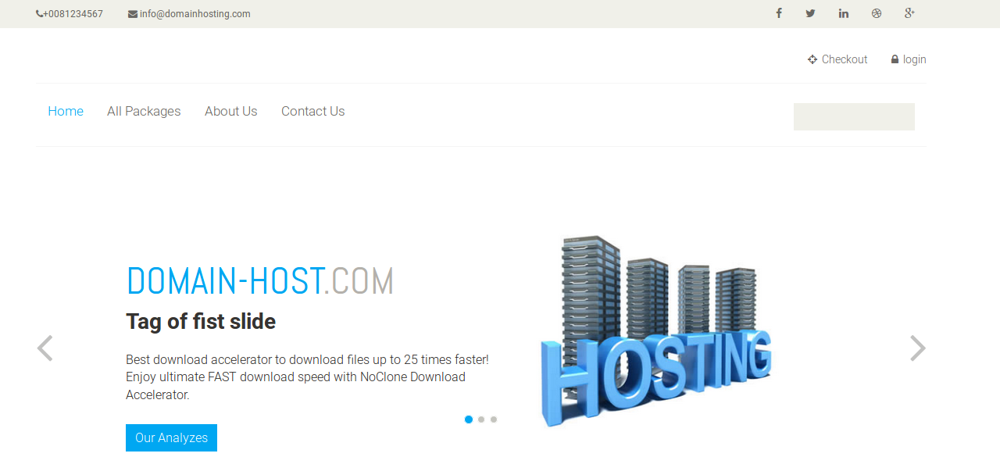 +0081234567 info@domainhosting.com
Checkout login
Home All Packages About Us Contact Us
DOMAIN-HOST.COM
Tag of fist slide
Best download accelerator to download files up to 25 times faster!
Enjoy ultimate FAST download speed with NoClone Download
Accelerator.
Our Analyzes
HOSTING